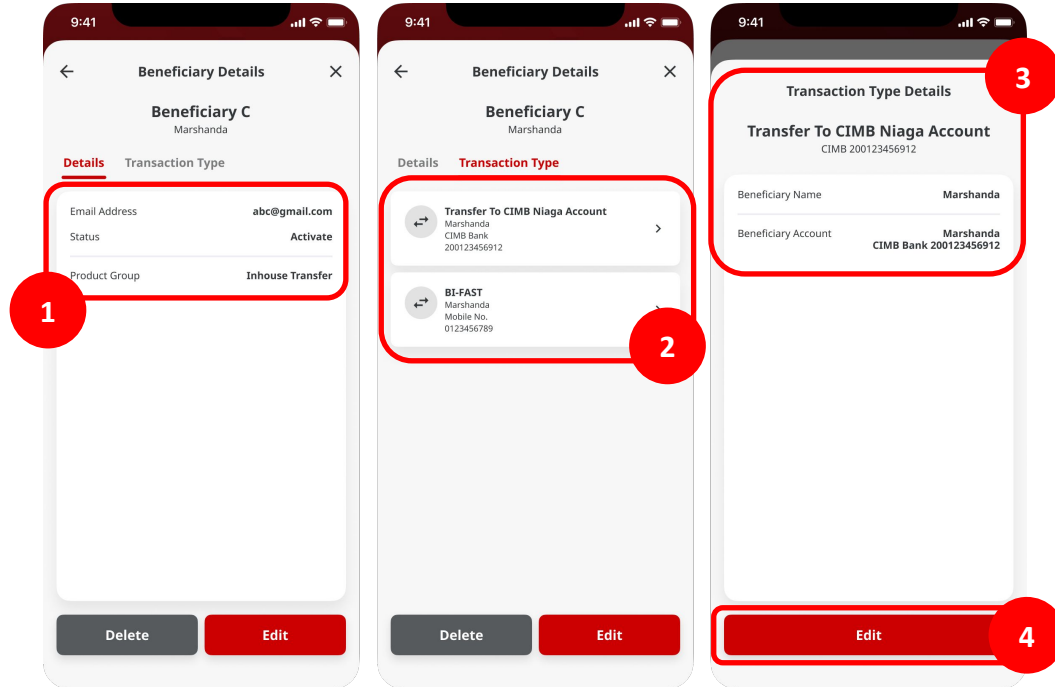 9:41
Beneficiary Details
Beneficiary C
Marshanda
Details Transaction Type
Email Address abc@gmail.com
Status Activate
Product Group Inhouse Transfer
1
Delete Edit
9:41
Beneficiary Details
Beneficiary C
Marshanda
Details Transaction Type
Transfer To CIMB Niaga Account
Marshanda
CIMB Bank
200123456912
BI-FAST
Marshanda
Mobile No.
0123456789
2
Delete Edit
9:41
3
Transaction Type Details
Transfer To CIMB Niaga Account
CIMB 200123456912
Beneficiary Name Marshanda
Beneficiary Account Marshanda
CIMB Bank 200123456912
Edit
4